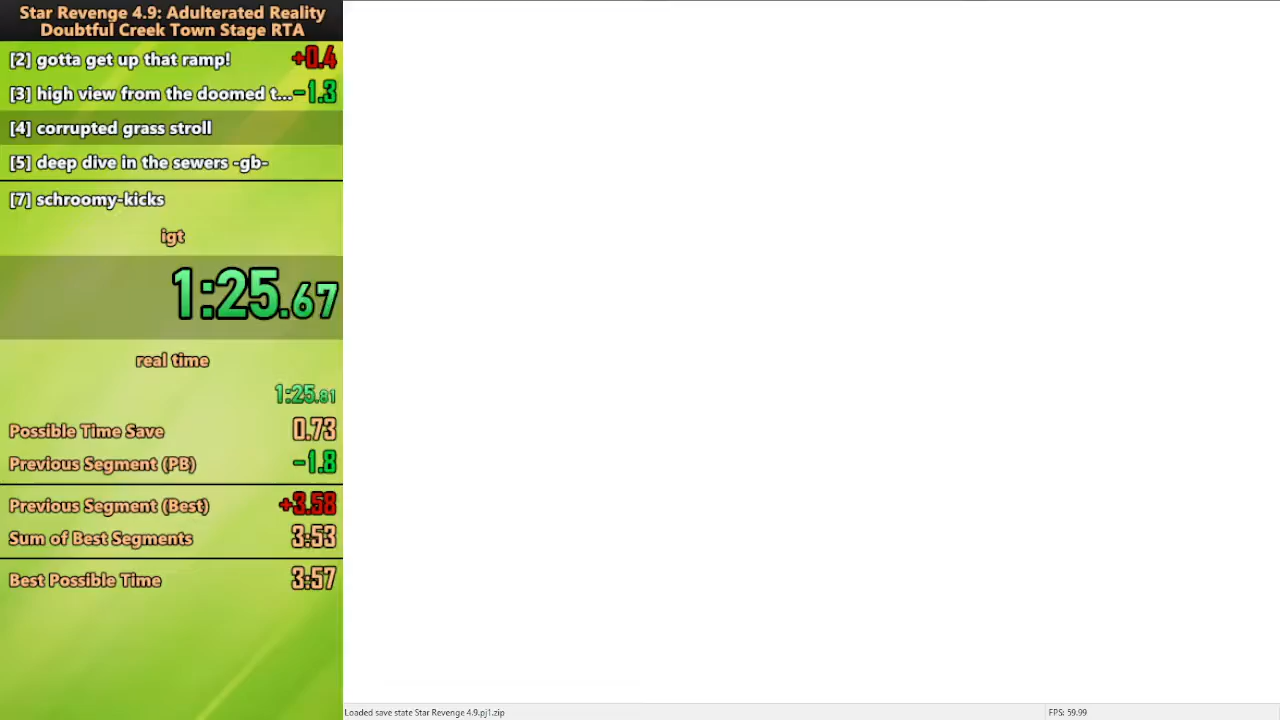 Star Revenge 4.9: Adulterated Reality
Doubtful Creek Town Stage RTA
[2] gotta get up that ramp! +0.4
[3] high view from the doomed t... -1.3
[4] corrupted grass stroll
[5] deep dive in the sewers -gb-
[7] schroomy-kicks
igt
1:25.67
real time
1:25.81
Possible Time Save 0.73
Previous Segment (PB) -1.8
Previous Segment (Best) +3.58
Sum of Best Segments 3:53
Best Possible Time 3:57
Loaded save state Star Revenge 4.9.pj1.zip FPS: 59.99